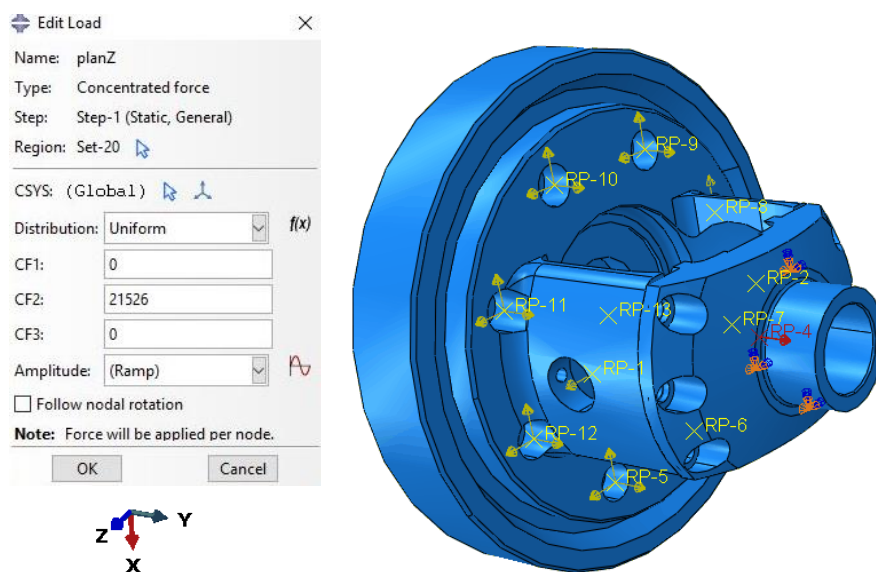 Edit Load
Name: planZ
Type: Concentrated force
Step: Step-1 (Static, General)
Region: Set-20
CSYS: (Global)
Distribution: Uniform f(x)
CF1: 0
CF2: 21526
CF3: 0
Amplitude: (Ramp)
Follow nodal rotation
Note: Force will be applied per node.
OK Cancel
Z Y
X
RP-9
RP-10
RP-8
RP-2
RP-11
RP-13
RP-7
RP-4
RP-1
RP-12
RP-6
RP-5